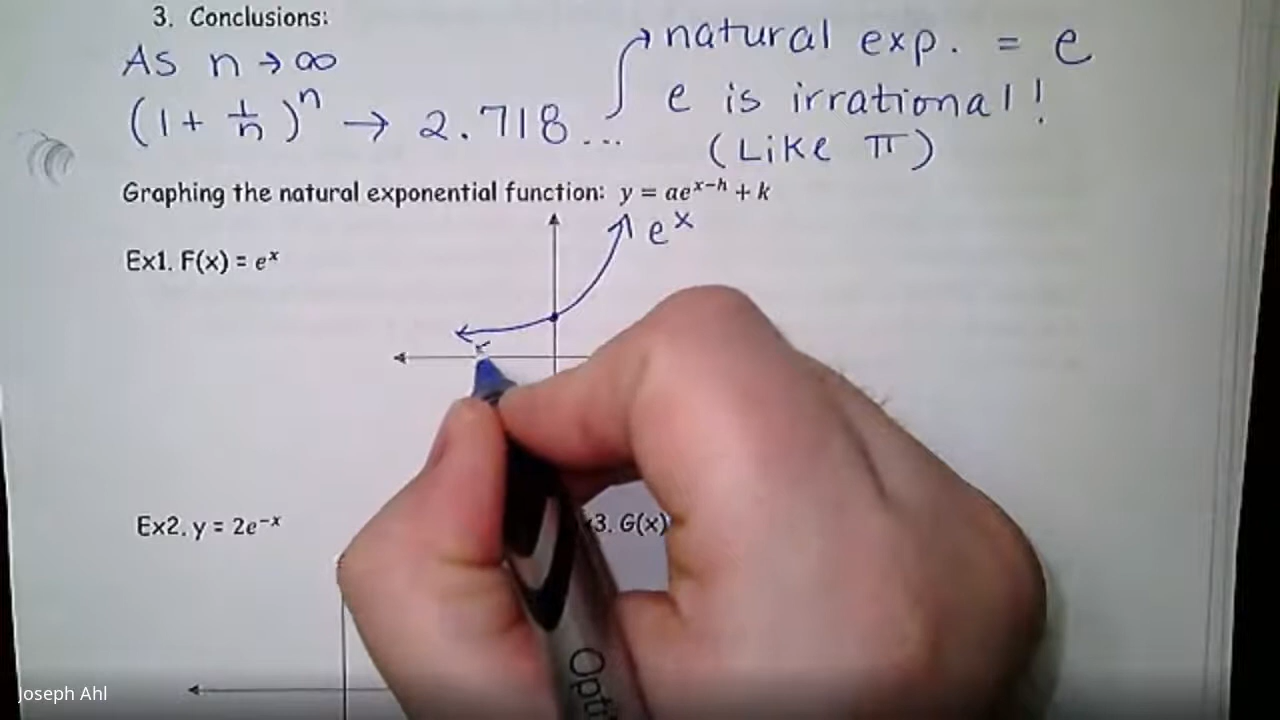 3. Conclusions:
As n → ∞
(1 + 1/n)^n → 2.718...
natural exp. = e
e is irrational!
(Like π)
Graphing the natural exponential function: y = ae^{x−h} + k
e^x
Ex1. F(x) = e^x
Ex2. y = 2e^{−x}
3. G(x)
Opti
Joseph Ahl